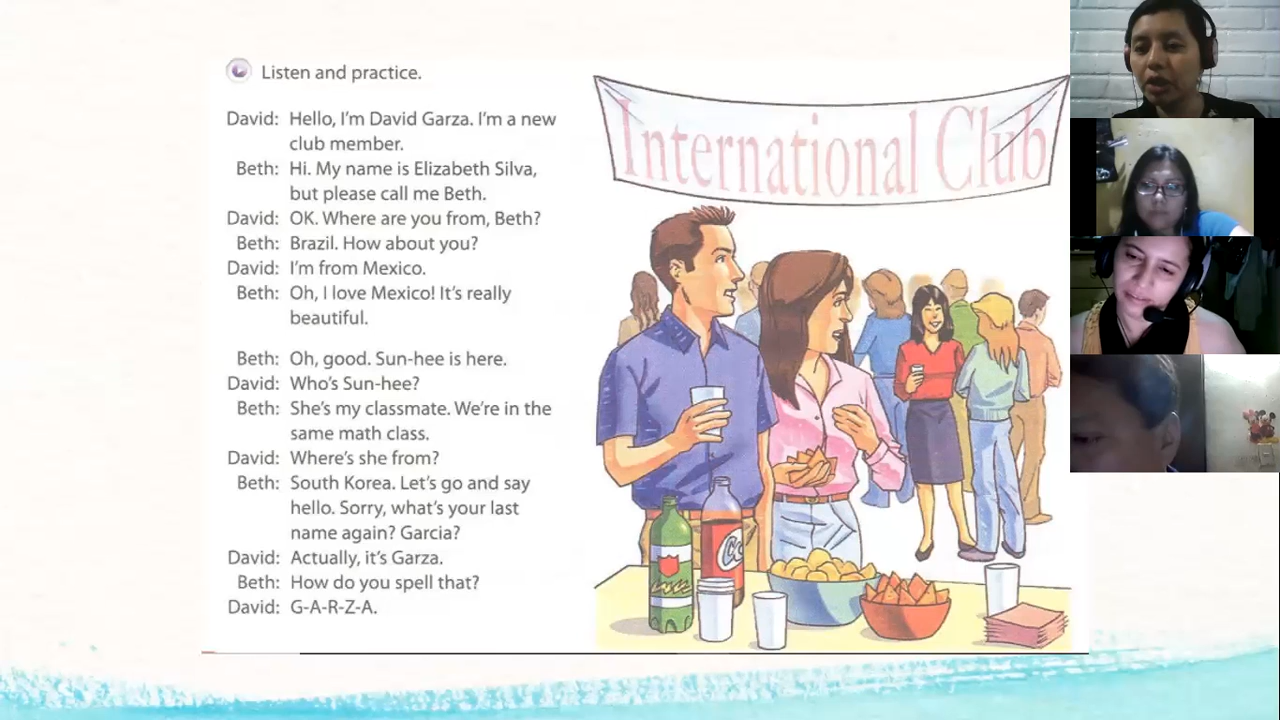 Listen and practice.
David: Hello, I'm David Garza. I'm a new
club member.
Beth: Hi. My name is Elizabeth Silva,
but please call me Beth.
David: OK. Where are you from, Beth?
Beth: Brazil. How about you?
David: I'm from Mexico.
Beth: Oh, I love Mexico! It's really
beautiful.
Beth: Oh, good. Sun-hee is here.
David: Who's Sun-hee?
Beth: She's my classmate. We're in the
same math class.
David: Where's she from?
Beth: South Korea. Let's go and say
hello. Sorry, what's your last
name again? Garcia?
David: Actually, it's Garza.
Beth: How do you spell that?
David: G-A-R-Z-A.
International Club